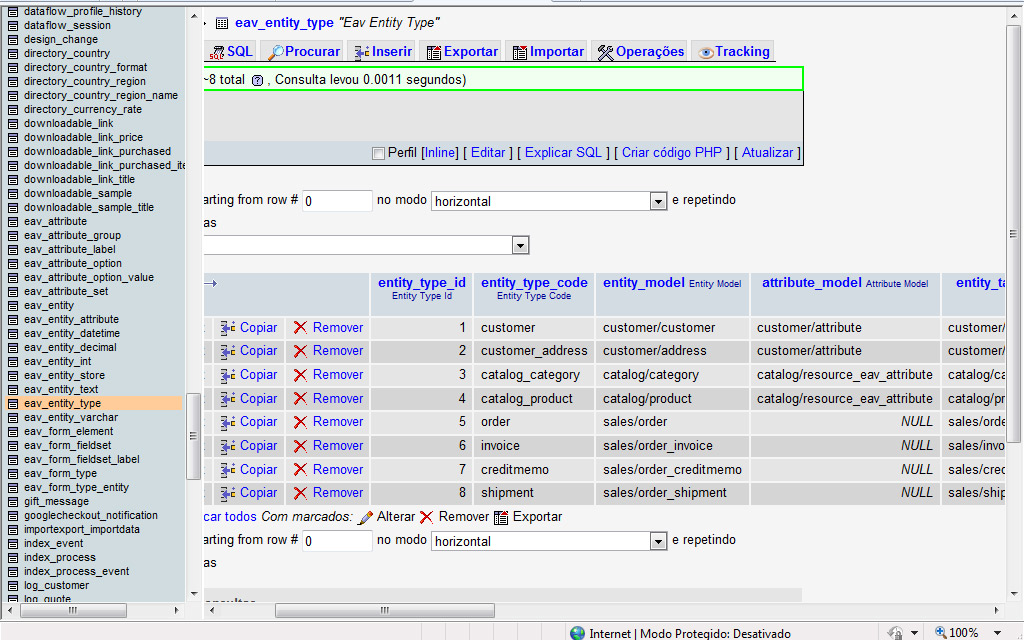 dataflow_profile_history
dataflow_session
design_change
directory_country
directory_country_format
directory_country_region
directory_country_region_name
directory_currency_rate
downloadable_link
downloadable_link_price
downloadable_link_purchased
downloadable_link_purchased_ite
downloadable_link_title
downloadable_sample
downloadable_sample_title
eav_attribute
eav_attribute_group
eav_attribute_label
eav_attribute_option
eav_attribute_option_value
eav_attribute_set
eav_entity
eav_entity_attribute
eav_entity_datetime
eav_entity_decimal
eav_entity_int
eav_entity_store
eav_entity_text
eav_entity_type
eav_entity_varchar
eav_form_element
eav_form_fieldset
eav_form_fieldset_label
eav_form_type
eav_form_type_entity
gift_message
googlecheckout_notification
importexport_importdata
index_event
index_process
index_process_event
log_customer
log_quote
eav_entity_type "Eav Entity Type"
SQL Procurar Inserir Exportar Importar Operações Tracking
~8 total , Consulta levou 0.0011 segundos)
Perfil [Inline] [ Editar ] [ Explicar SQL ] [ Criar código PHP ] [ Atualizar ]
arting from row # 0 no modo horizontal e repetindo
as
entity_type_id entity_type_code entity_model Entity Model attribute_model Attribute Model entity_ta
Entity Type Id Entity Type Code
Copiar Remover 1 customer customer/customer customer/attribute customer/
Copiar Remover 2 customer_address customer/address customer/attribute customer/
Copiar Remover 3 catalog_category catalog/category catalog/resource_eav_attribute catalog/ca
Copiar Remover 4 catalog_product catalog/product catalog/resource_eav_attribute catalog/pr
Copiar Remover 5 order sales/order NULL sales/orde
Copiar Remover 6 invoice sales/order_invoice NULL sales/invo
Copiar Remover 7 creditmemo sales/order_creditmemo NULL sales/cred
Copiar Remover 8 shipment sales/order_shipment NULL sales/ship
car todos Com marcados: Alterar Remover Exportar
arting from row # 0 no modo horizontal e repetindo
as
Internet | Modo Protegido: Desativado 100%